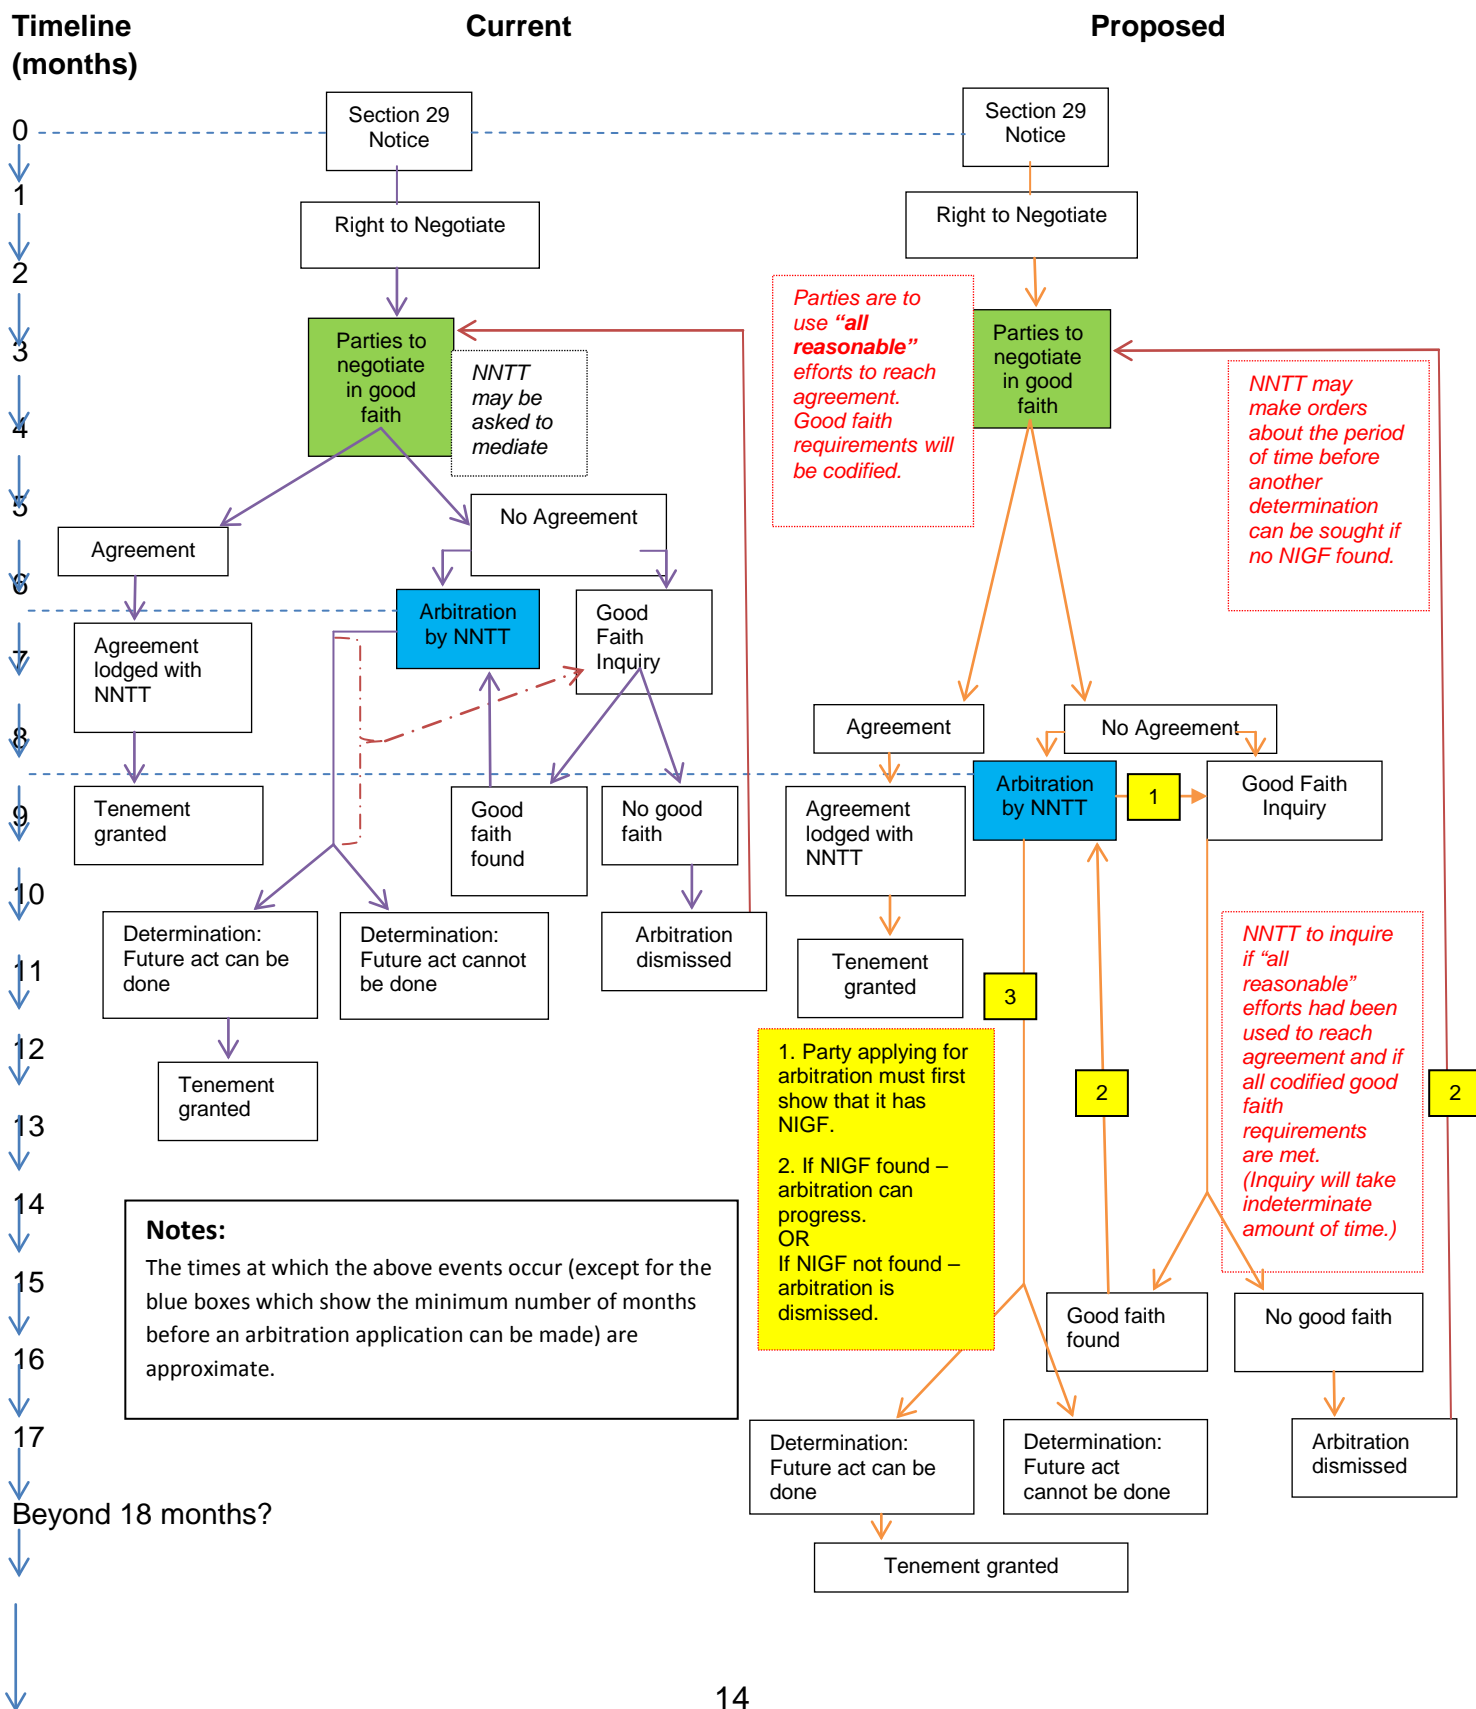 Timeline
(months)
Current
Proposed
0
1
2
3
4
5
6
7
8
9
10
11
12
13
14
15
16
17
Beyond 18 months?
Section 29
Notice
Right to Negotiate
Parties to
negotiate
in good
faith
NNTT
may be
asked to
mediate
Agreement
No Agreement
Agreement
lodged with
NNTT
Arbitration
by NNTT
Good
Faith
Inquiry
Tenement
granted
Good
faith
found
No good
faith
Determination:
Future act can be
done
Determination:
Future act cannot
be done
Arbitration
dismissed
Tenement
granted
Notes:
The times at which the above events occur (except for the
blue boxes which show the minimum number of months
before an arbitration application can be made) are
approximate.
Section 29
Notice
Right to Negotiate
Parties are to
use “all
reasonable”
efforts to reach
agreement.
Good faith
requirements will
be codified.
Parties to
negotiate
in good
faith
NNTT may
make orders
about the period
of time before
another
determination
can be sought if
no NIGF found.
Agreement
No Agreement
Agreement
lodged with
NNTT
Arbitration
by NNTT
1
Good Faith
Inquiry
Tenement
granted
3
2
NNTT to inquire
if “all
reasonable”
efforts had been
used to reach
agreement and if
all codified good
faith
requirements
are met.
(Inquiry will take
indeterminate
amount of time.)
2
1. Party applying for
arbitration must first
show that it has
NIGF.
2. If NIGF found –
arbitration can
progress.
OR
If NIGF not found –
arbitration is
dismissed.
Good faith
found
No good faith
Determination:
Future act can be
done
Determination:
Future act
cannot be done
Arbitration
dismissed
Tenement granted
14